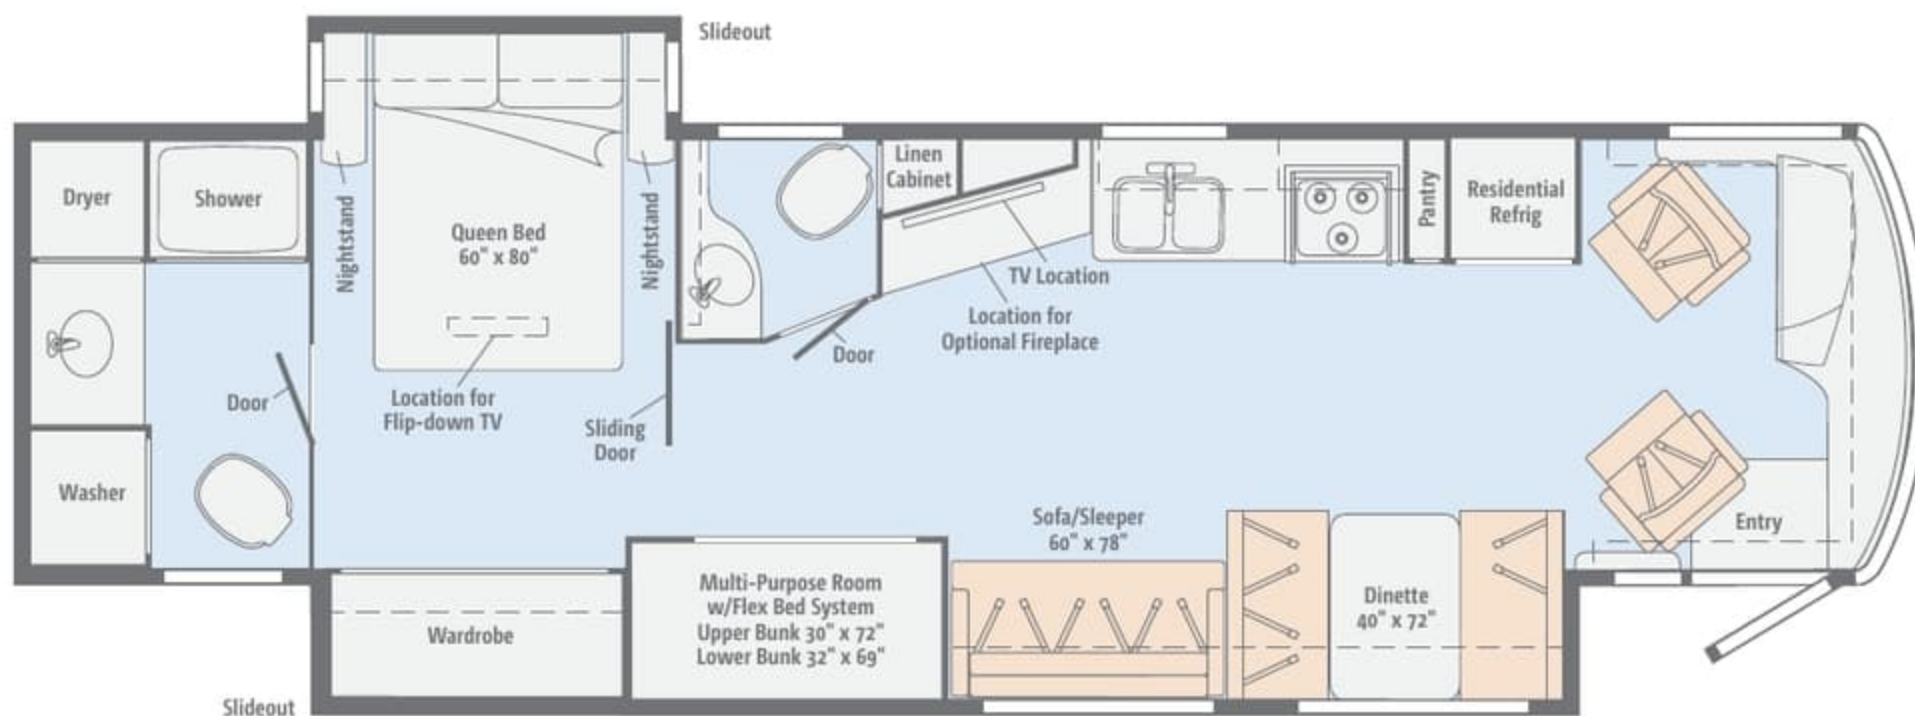 Slideout
Dryer
Shower
Nightstand
Queen Bed
60" x 80"
Nightstand
Linen
Cabinet
Pantry
Residential
Refrig
TV Location
Location for
Optional Fireplace
Door
Location for
Flip-down TV
Door
Sliding
Door
Washer
Sofa/Sleeper
60" x 78"
Entry
Multi-Purpose Room
w/Flex Bed System
Upper Bunk 30" x 72"
Lower Bunk 32" x 69"
Dinette
40" x 72"
Wardrobe
Slideout